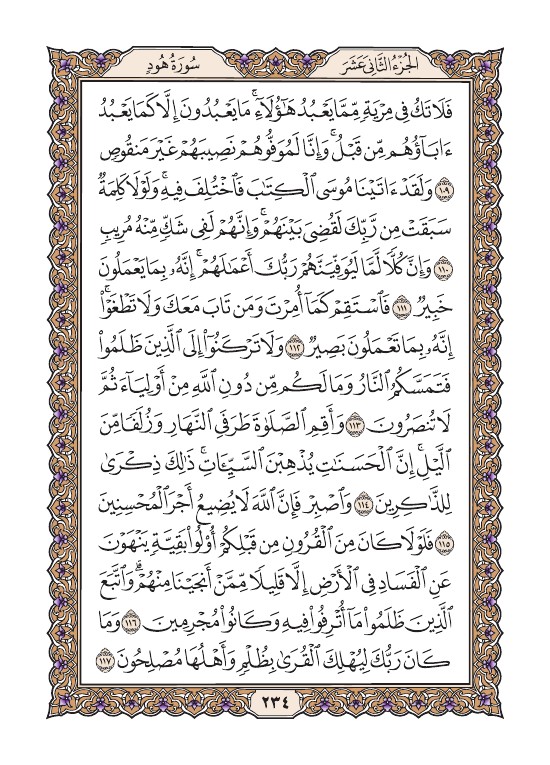 الجُزْءُ الثَّانِي عَشَرَ
سُورَةُ هُودٍ
فَلَا تَكُ فِي مِرْيَةٍ مِّمَّا يَعْبُدُ هَٰٓؤُلَآءِۚ مَا يَعْبُدُونَ إِلَّا كَمَا يَعْبُدُ
ءَابَآؤُهُم مِّن قَبْلُۚ وَإِنَّا لَمُوَفُّوهُمْ نَصِيبَهُمْ غَيْرَ مَنقُوصٍ
١٠٩ وَلَقَدْ ءَاتَيْنَا مُوسَى ٱلْكِتَٰبَ فَٱخْتُلِفَ فِيهِۚ وَلَوْلَا كَلِمَةٌ
سَبَقَتْ مِن رَّبِّكَ لَقُضِيَ بَيْنَهُمْۚ وَإِنَّهُمْ لَفِي شَكٍّ مِّنْهُ مُرِيبٍ
١١٠ وَإِنَّ كُلًّا لَّمَّا لَيُوَفِّيَنَّهُمْ رَبُّكَ أَعْمَٰلَهُمْۚ إِنَّهُۥ بِمَا يَعْمَلُونَ
خَبِيرٌ ١١١ فَٱسْتَقِمْ كَمَآ أُمِرْتَ وَمَن تَابَ مَعَكَ وَلَا تَطْغَوْا۟ۚ
إِنَّهُۥ بِمَا تَعْمَلُونَ بَصِيرٌ ١١٢ وَلَا تَرْكَنُوٓا۟ إِلَى ٱلَّذِينَ ظَلَمُوا۟
فَتَمَسَّكُمُ ٱلنَّارُ وَمَا لَكُم مِّن دُونِ ٱللَّهِ مِنْ أَوْلِيَآءَ ثُمَّ
لَا تُنصَرُونَ ١١٣ وَأَقِمِ ٱلصَّلَوٰةَ طَرَفَيِ ٱلنَّهَارِ وَزُلَفًا مِّنَ
ٱلَّيْلِۚ إِنَّ ٱلْحَسَنَٰتِ يُذْهِبْنَ ٱلسَّيِّـَٔاتِۚ ذَٰلِكَ ذِكْرَىٰ
لِلذَّٰكِرِينَ ١١٤ وَٱصْبِرْ فَإِنَّ ٱللَّهَ لَا يُضِيعُ أَجْرَ ٱلْمُحْسِنِينَ
١١٥ فَلَوْلَا كَانَ مِنَ ٱلْقُرُونِ مِن قَبْلِكُمْ أُو۟لُوا۟ بَقِيَّةٍ يَنْهَوْنَ
عَنِ ٱلْفَسَادِ فِي ٱلْأَرْضِ إِلَّا قَلِيلًا مِّمَّنْ أَنجَيْنَا مِنْهُمْۗ وَٱتَّبَعَ
ٱلَّذِينَ ظَلَمُوا۟ مَآ أُتْرِفُوا۟ فِيهِ وَكَانُوا۟ مُجْرِمِينَ ١١٦ وَمَا
كَانَ رَبُّكَ لِيُهْلِكَ ٱلْقُرَىٰ بِظُلْمٍ وَأَهْلُهَا مُصْلِحُونَ ١١٧
٢٣٤